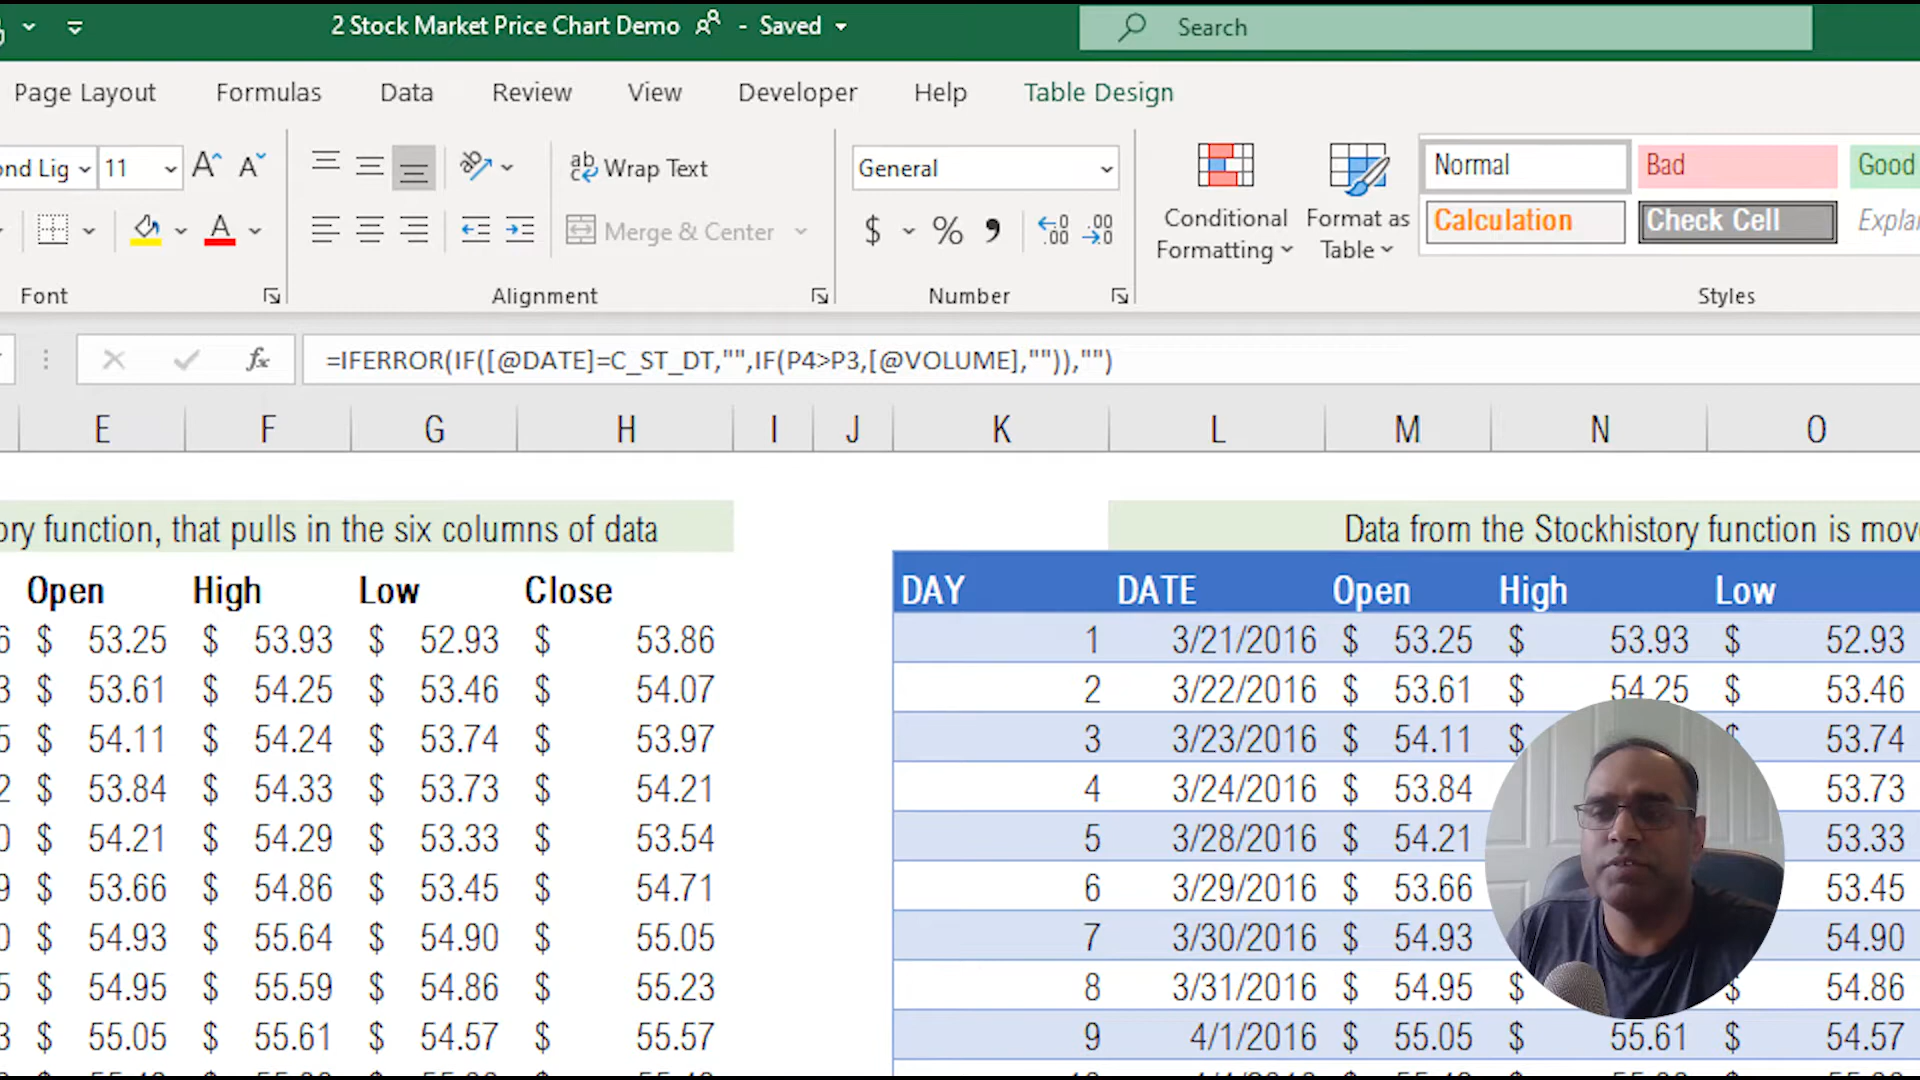 2 Stock Market Price Chart Demo - Saved
Search
Page Layout Formulas Data Review View Developer Help Table Design
11 Wrap Text General Normal Bad Good
Conditional Formatting
Format as Table
Calculation Check Cell
Merge & Center
$ % , .00 .0
Font Alignment Number Styles
fx =IFERROR(IF([@DATE]=C_ST_DT,"",IF(P4>P3,[@VOLUME],"")),"")
E F G H I J K L M N O
function, that pulls in the six columns of data
Data from the Stockhistory function is
Open High Low Close DAY DATE Open High Low
$ 53.25 $ 53.93 $ 52.93 $ 53.86 1 3/21/2016 $ 53.25 $ 53.93 $ 52.93
$ 53.61 $ 54.25 $ 53.46 $ 54.07 2 3/22/2016 $ 53.61 $ 54.25 $ 53.46
$ 54.11 $ 54.24 $ 53.74 $ 53.97 3 3/23/2016 $ 54.11 $ $ 53.74
$ 53.84 $ 54.33 $ 53.73 $ 54.21 4 3/24/2016 $ 53.84 53.73
$ 54.21 $ 54.29 $ 53.33 $ 53.54 5 3/28/2016 $ 54.21 53.33
$ 53.66 $ 54.86 $ 53.45 $ 54.71 6 3/29/2016 $ 53.66 53.45
$ 54.93 $ 55.64 $ 54.90 $ 55.05 7 3/30/2016 $ 54.93 54.90
$ 54.95 $ 55.59 $ 54.86 $ 55.23 8 3/31/2016 $ 54.95 $ $ 54.86
$ 55.05 $ 55.61 $ 54.57 $ 55.57 9 4/1/2016 $ 55.05 $ 55.61 $ 54.57